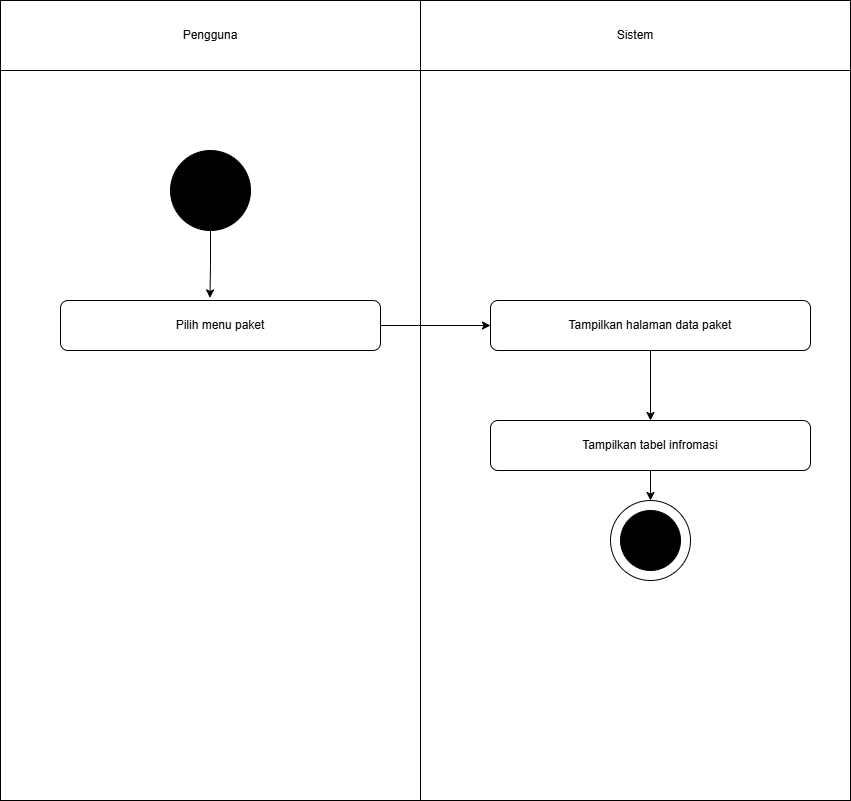 Pengguna
Sistem
Pilih menu paket
Tampilkan halaman data paket
Tampilkan tabel infromasi